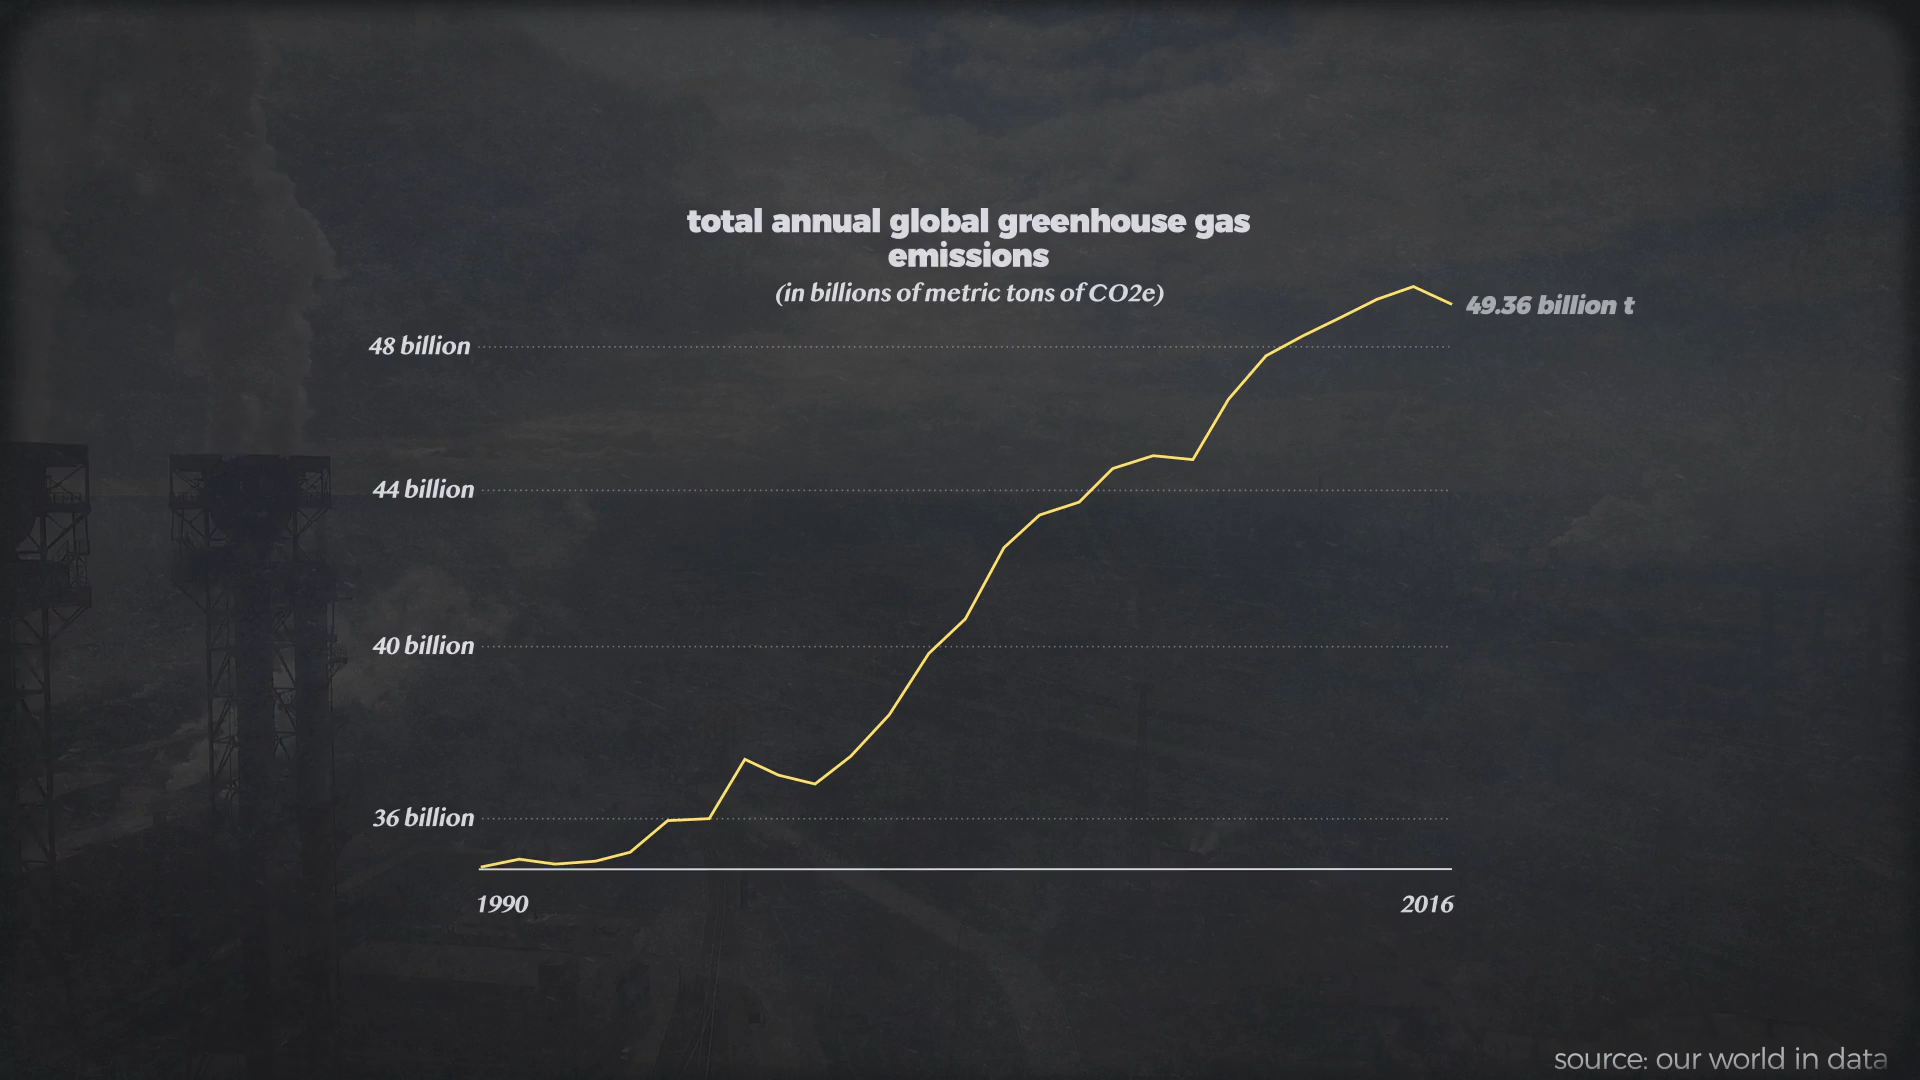 total annual global greenhouse gas
emissions
(in billions of metric tons of CO2e)
49.36 billion t
48 billion
44 billion
40 billion
36 billion
1990
2016
source: our world in data